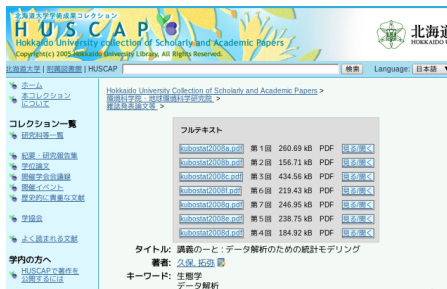 北海道大学学術成果コレクション
HUSCAP
Hokkaido University collection of Scholarly and Academic Papers
Copyright(c) 2005 Hokkaido University Library, All Rights Reserved.
北海道
HOKKAIDO UNIV
北海道大学 | 附属図書館 | HUSCAP
検索
Language: 日本語
ホーム
本コレクションについて
コレクション一覧
研究科等一覧
紀要・研究報告集
学位論文
開催学会会議録
開催イベント
歴史的に貴重な文献
学協会
よく読まれる文献
学内の方へ
HUSCAPで著作を
公開するには
Hokkaido University Collection of Scholarly and Academic Papers >
環境科学院・地球環境科学研究院 >
雑誌発表論文等 >
フルテキスト
kubostat2008a.pdf 第1回 260.69 kB PDF 見る/開く
kubostat2008b.pdf 第2回 156.71 kB PDF 見る/開く
kubostat2008c.pdf 第3回 434.56 kB PDF 見る/開く
kubostat2008f.pdf 第6回 219.43 kB PDF 見る/開く
kubostat2008g.pdf 第7回 246.95 kB PDF 見る/開く
kubostat2008e.pdf 第5回 238.75 kB PDF 見る/開く
kubostat2008d.pdf 第4回 184.92 kB PDF 見る/開く
タイトル: 講義のーと : データ解析のための統計モデリング
著者: 久保, 拓弥
キーワード: 生態学
データ解析